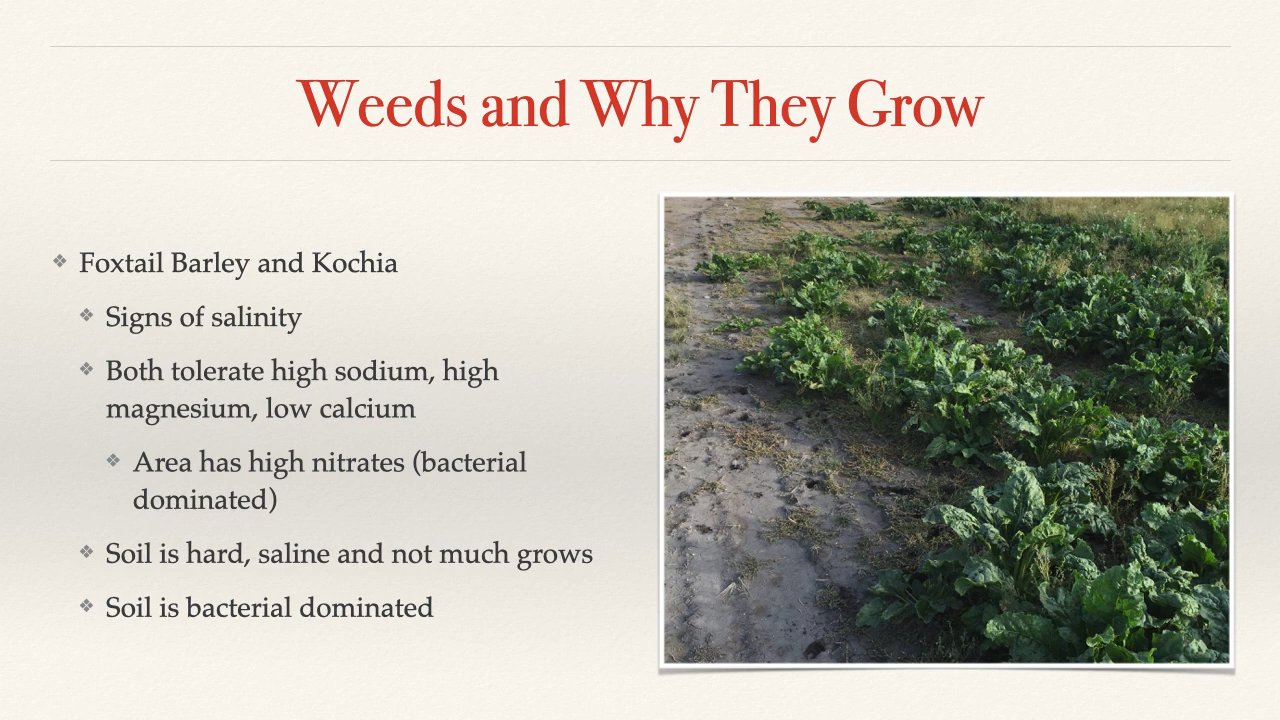 Weeds and Why They Grow
❖ Foxtail Barley and Kochia
❖ Signs of salinity
❖ Both tolerate high sodium, high
magnesium, low calcium
❖ Area has high nitrates (bacterial
dominated)
❖ Soil is hard, saline and not much grows
❖ Soil is bacterial dominated